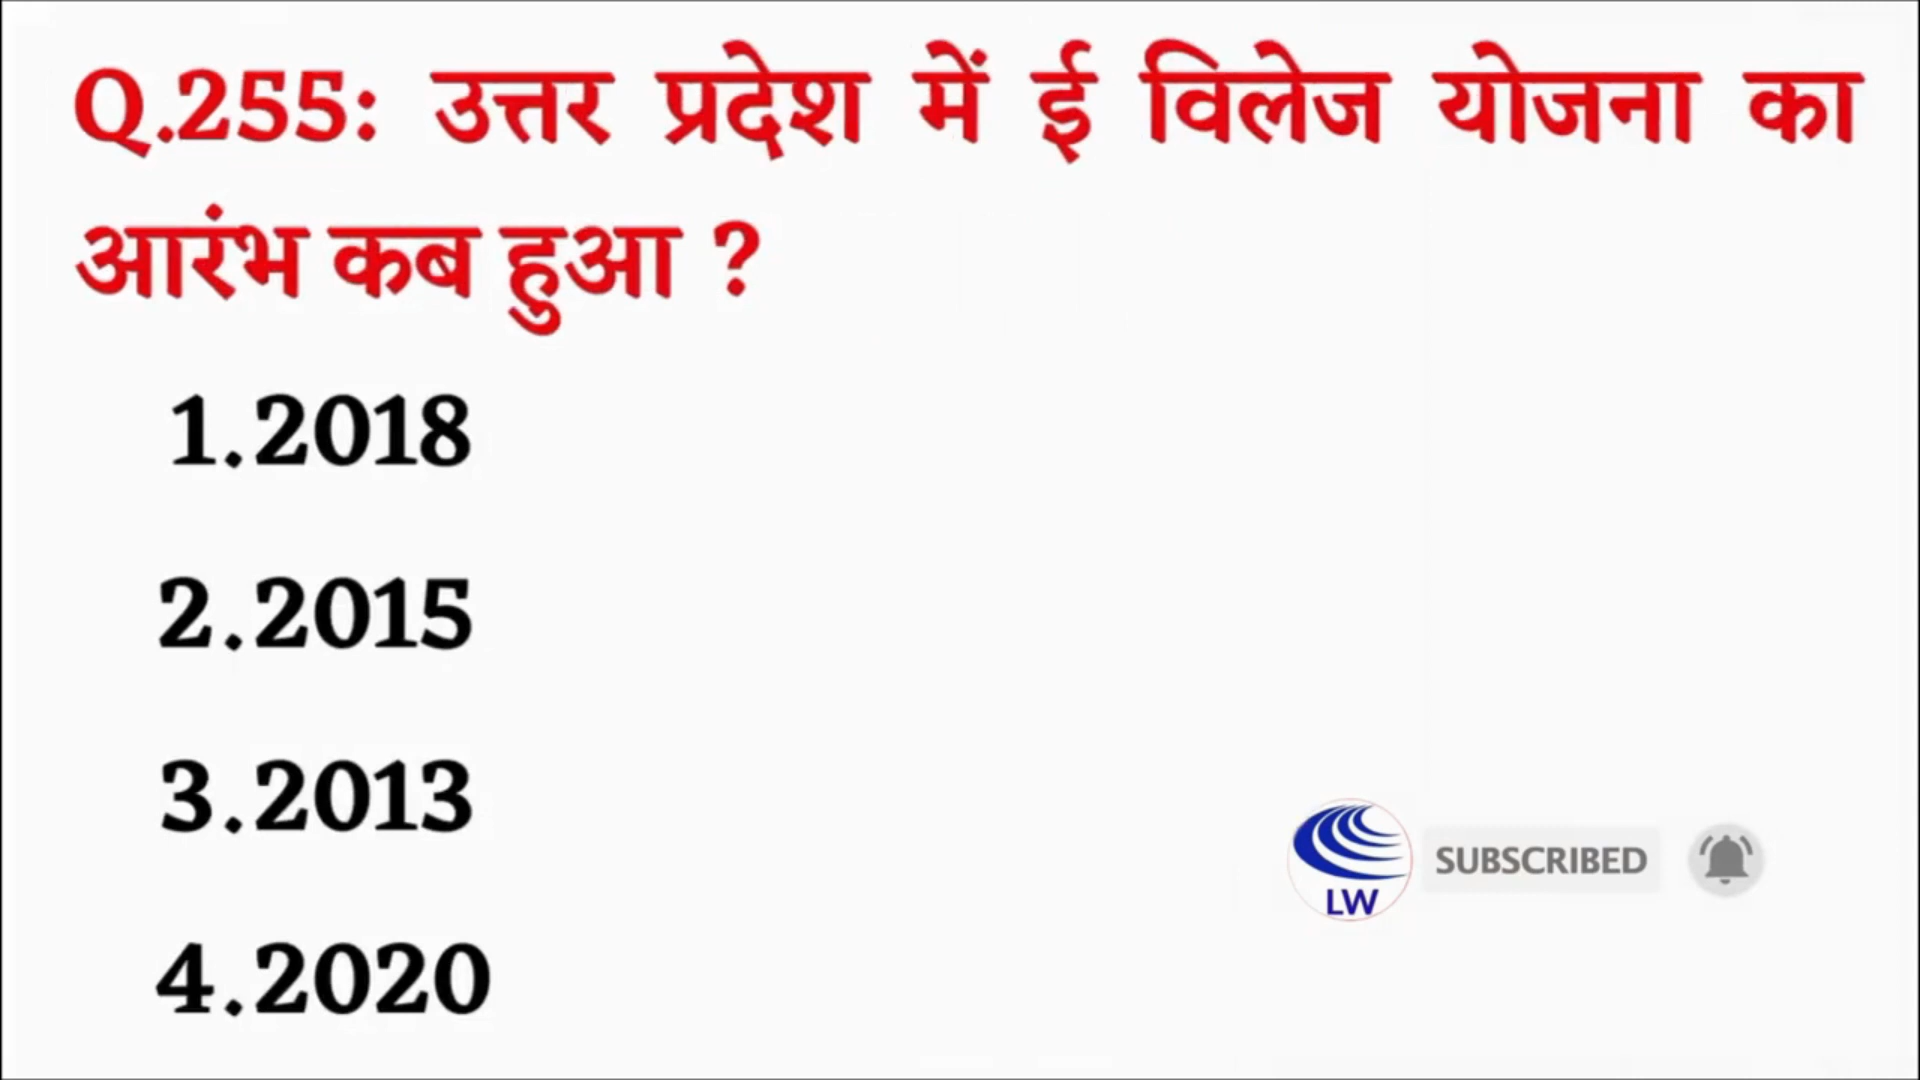 Q.255: उत्तर प्रदेश में ई विलेज योजना का
आरंभ कब हुआ ?
1.2018
2.2015
3.2013
4.2020
LW
SUBSCRIBED